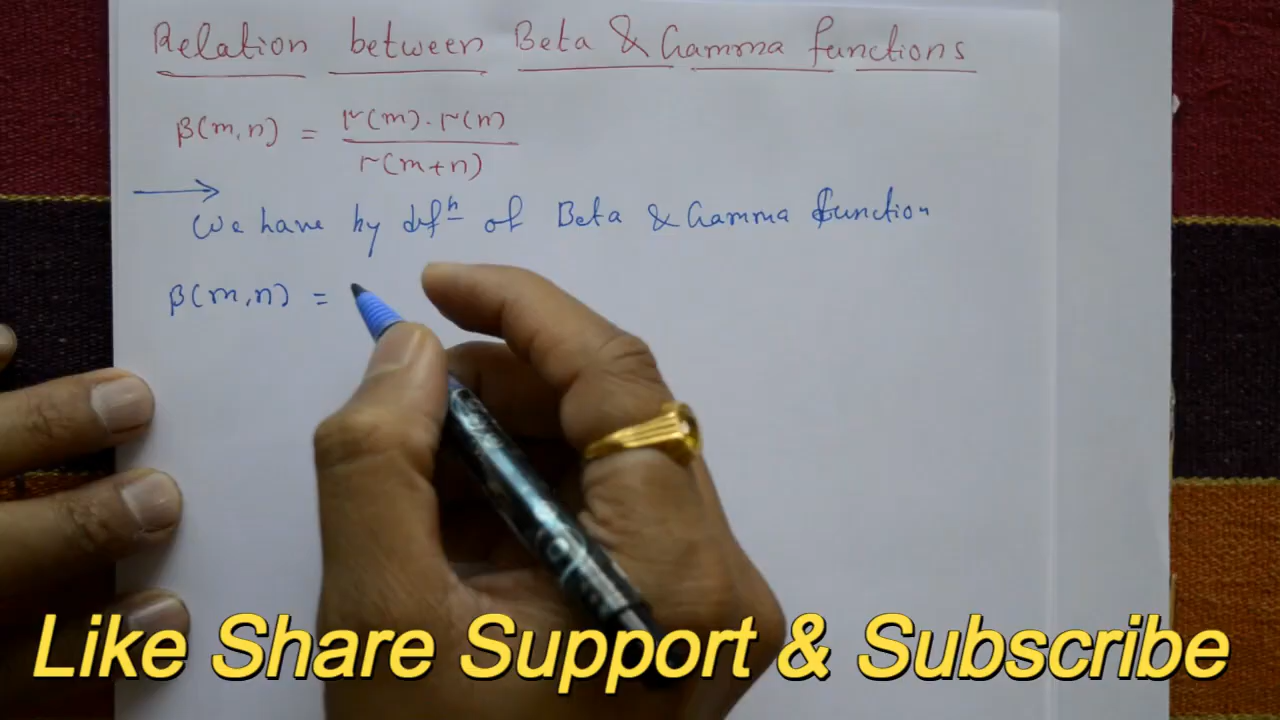 Relation between Beta & Gamma functions
β(m,n) = Γ(m).Γ(n)
Γ(m+n)
We have by defⁿ of Beta & Gamma function
β(m,n) =
Like Share Support & Subscribe